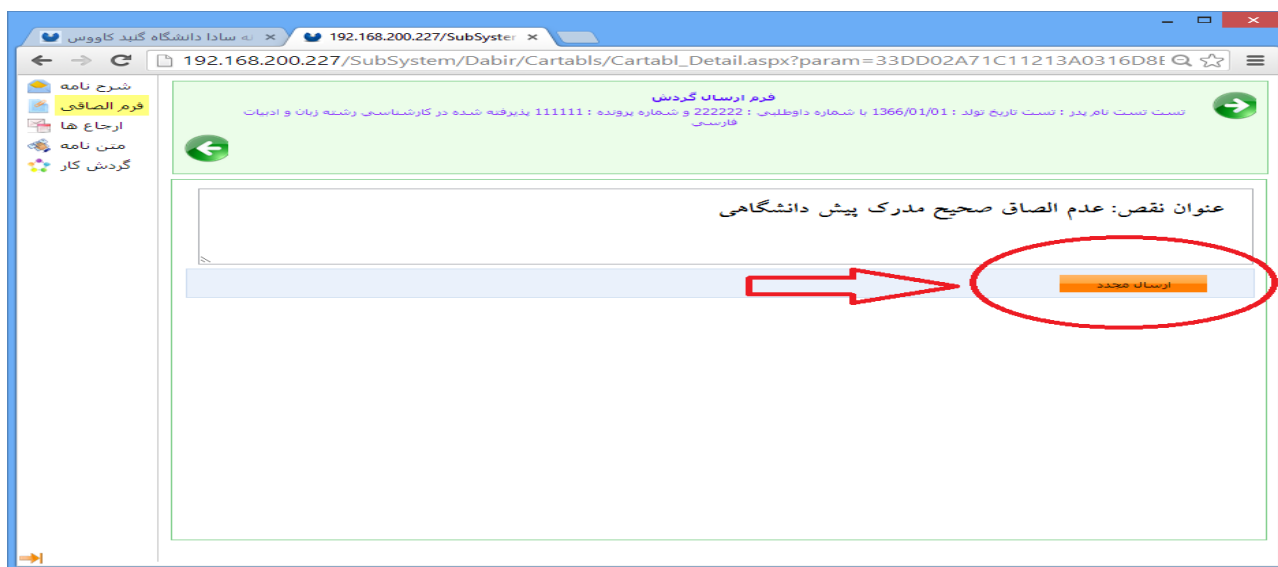 سادا دانشگاه گنبد کاووس
192.168.200.227/SubSyster
192.168.200.227/SubSystem/Dabir/Cartabls/Cartabl_Detail.aspx?param=33DD02A71C11213A0316D8E
شرح نامه
فرم الصاقی
ارجاع ها
متن نامه
گردش کار
فرم ارسال گردش
تست تست نام پدر : تست تاریخ تولد : 1366/01/01 با شماره داوطلبی : 222222 و شماره پرونده : 111111 پذیرفته شده در کارشناسی رشته زبان و ادبیات
فارسی
عنوان نقص: عدم الصاق صحیح مدرک پیش دانشگاهی
ارسال مجدد